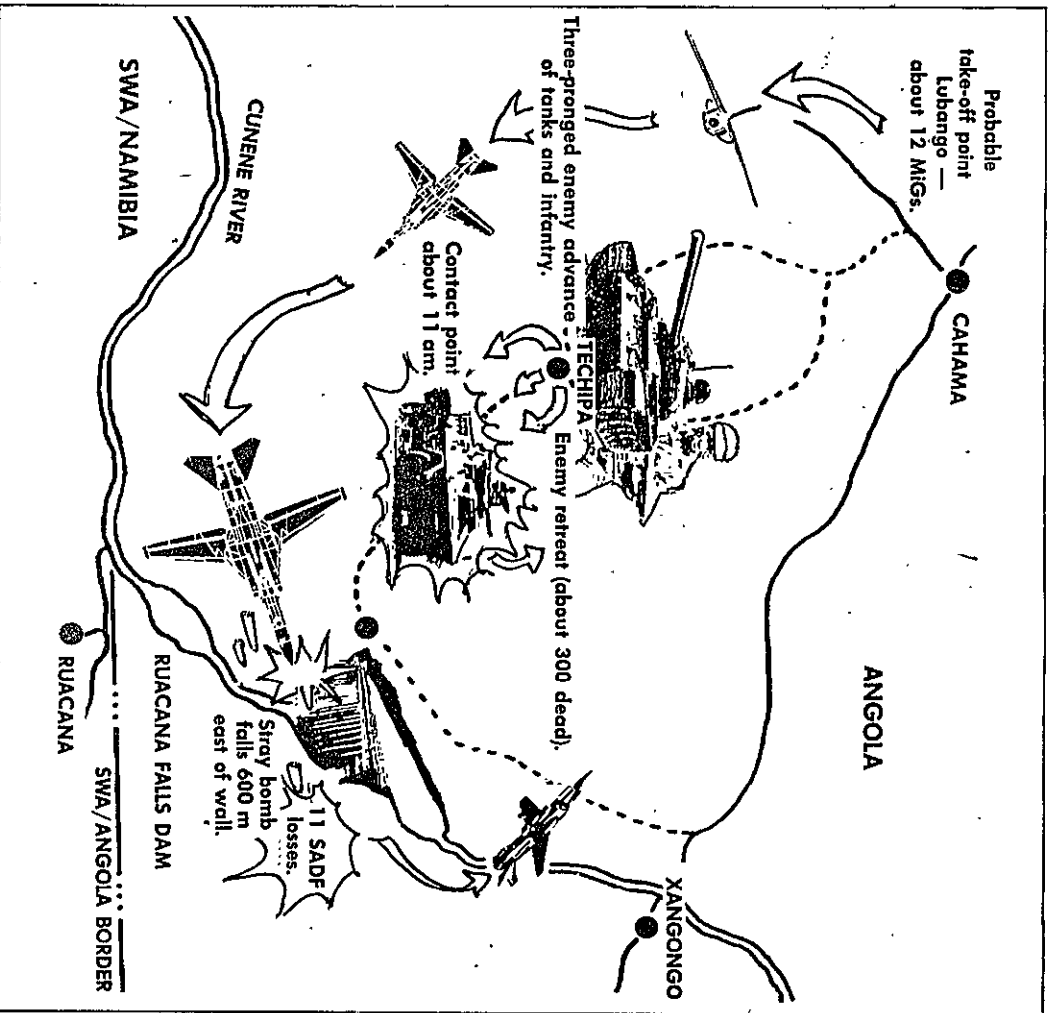 Probable
take-off point
Lubango —
about 12 MiGs.
CAHAMA
ANGOLA
Three-pronged enemy advance
of tanks and infantry.
TECHIPA
Enemy retreat (about 300 dead).
XANGONGO
Contact point
about 11 am.
CUNENE RIVER
SWA/NAMIBIA
11 SADF
losses.
Stray bomb
falls 600 m
east of wall.
RUACANA FALLS DAM
SWA/ANGOLA BORDER
RUACANA